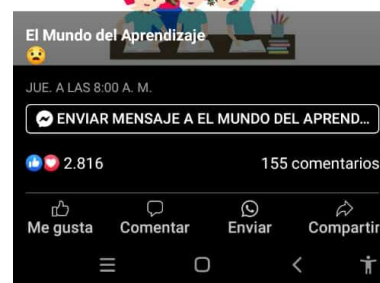 El Mundo del Aprendizaje
😧
JUE. A LAS 8:00 A. M.
ENVIAR MENSAJE A EL MUNDO DEL APREND...
2.816 155 comentarios
Me gusta Comentar Enviar Compartir